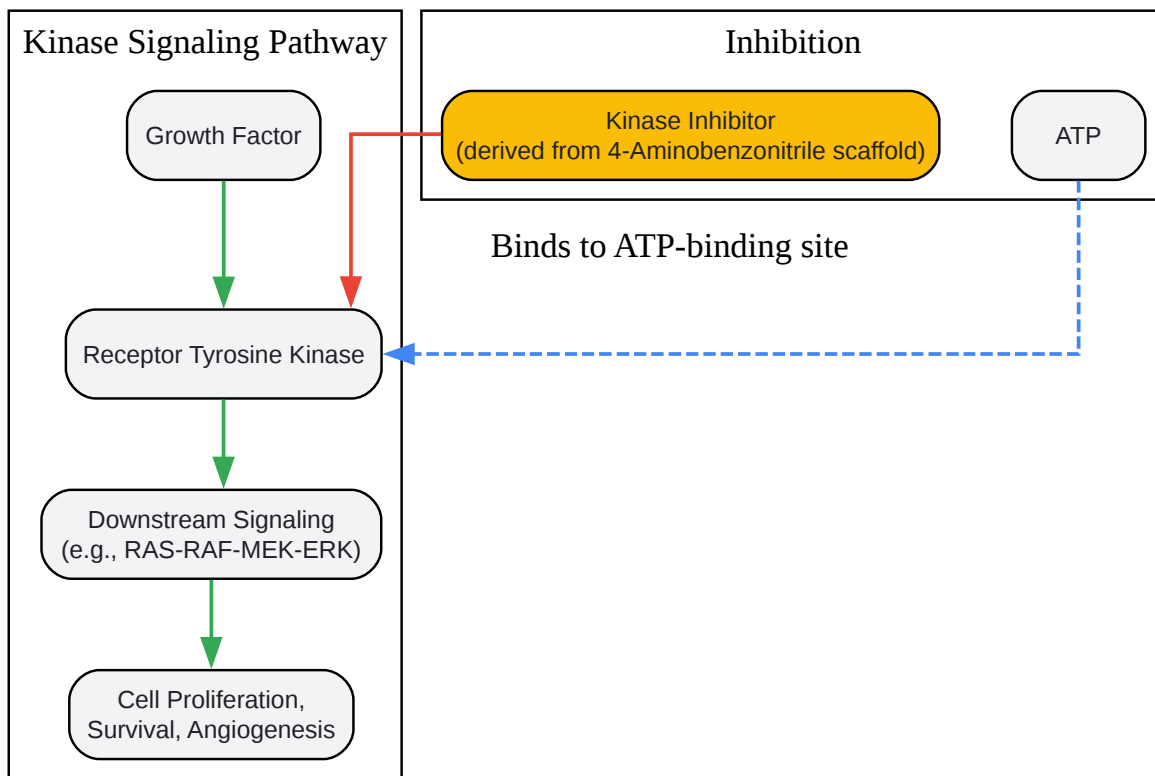 Kinase Signaling Pathway
Growth Factor
Receptor Tyrosine Kinase
Downstream Signaling
(e.g., RAS-RAF-MEK-ERK)
Cell Proliferation,
Survival, Angiogenesis
Inhibition
Kinase Inhibitor
(derived from 4-Aminobenzonitrile scaffold)
ATP
Binds to ATP-binding site